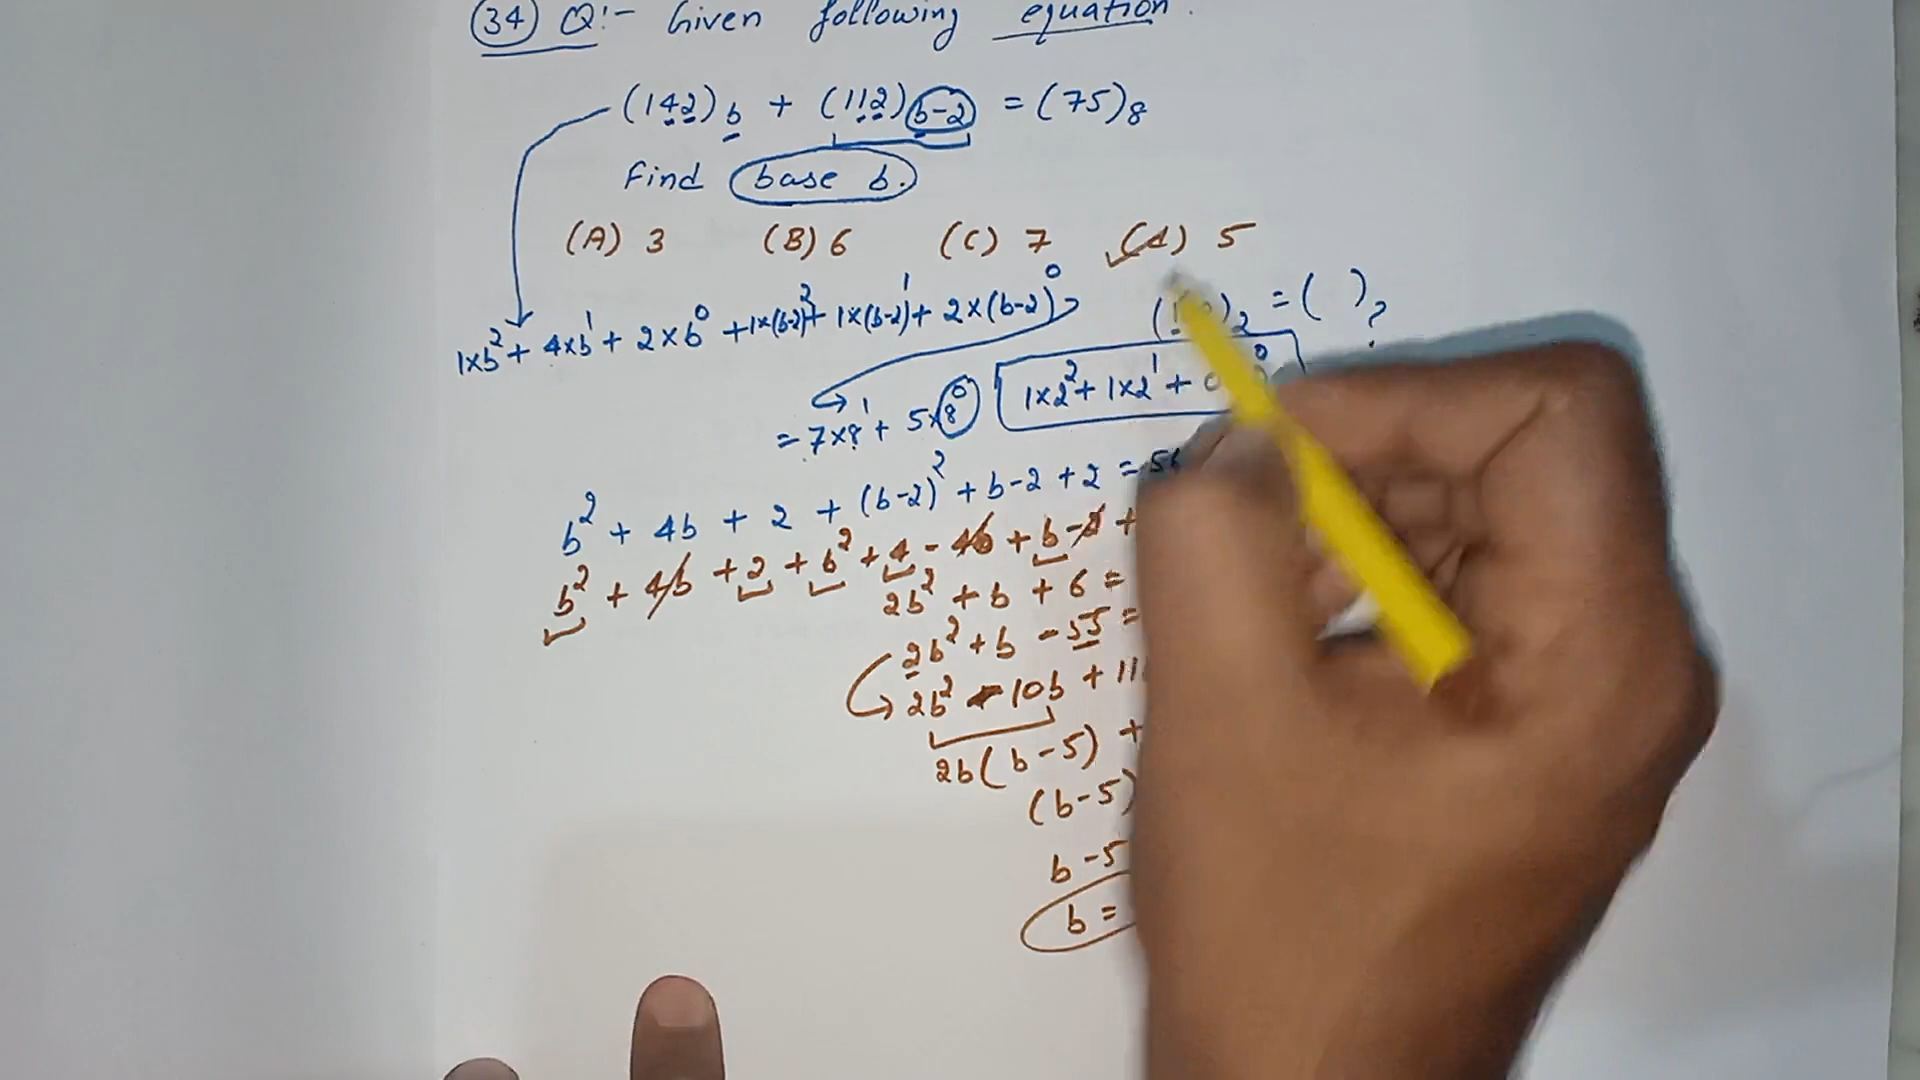 (34) Q:- Given following equation.
(142)b + (112)b-2 = (75)8
Find base b.
(A) 3 (B) 6 (C) 7 (d) 5
1×b² + 4×b¹ + 2×b⁰ + 1×(b-2)² + 1×(b-2)¹ + 2×(b-2)⁰
)2 = ( )?
= 7×8¹ + 5×8⁰
1×2² + 1×2¹ +
b² + 4b + 2 + (b-2)² + b-2 + 2 =
b² + 4b + 2 + b² + 4 - 4b + b - 2 +
2b² + b + 6 =
2b² + b - 55 =
2b² - 10b + 11
2b(b-5) +
(b-5)
b-5
b =